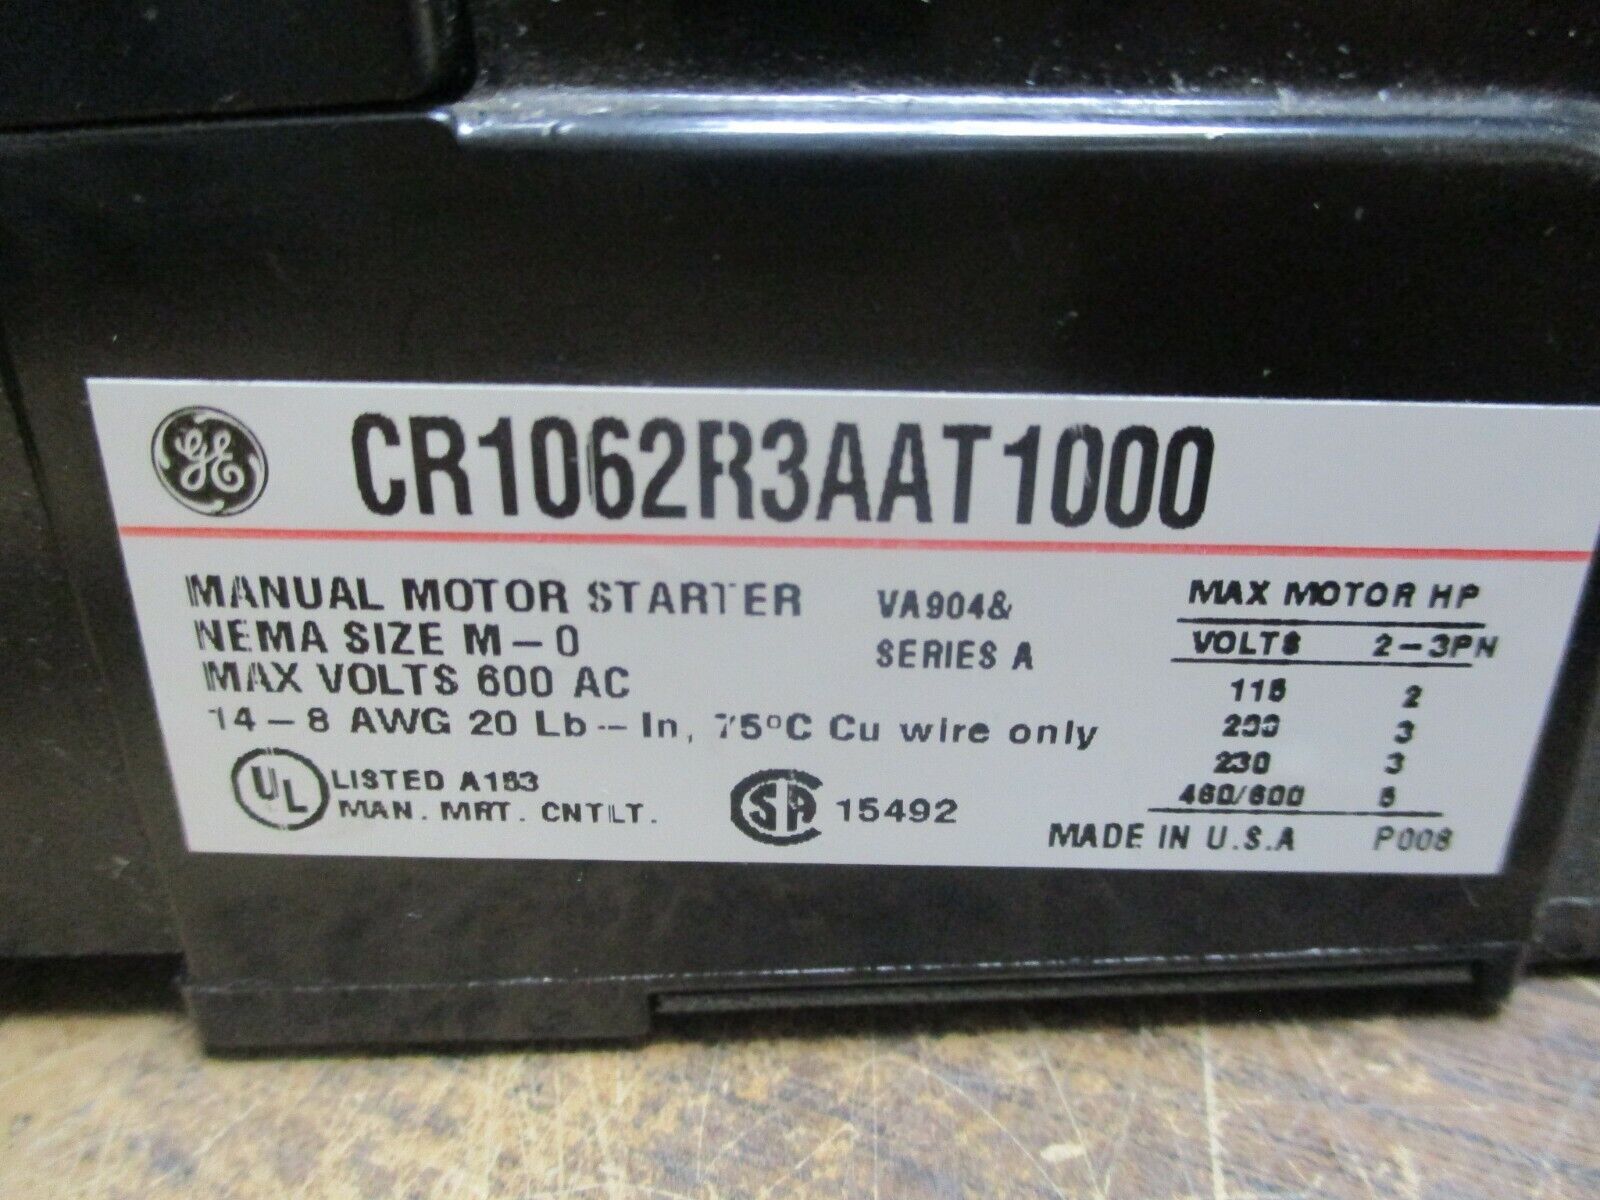 GE CR1062R3AAT1000
MANUAL MOTOR STARTER
NEMA SIZE M-0
MAX VOLTS 600 AC
14-8 AWG 20 Lb-In, 75°C Cu wire only
UL LISTED A153
MAN. MRT. CNTLT.
VA904&
SERIES A
SA 15492
MAX MOTOR HP
VOLTS 2-3PH
115 2
200 3
230 3
460/600 5
MADE IN U.S.A P008